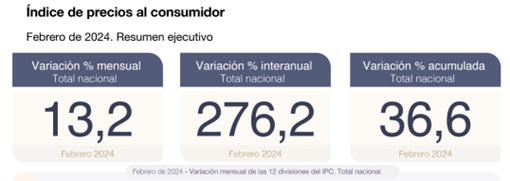 Índice de precios al consumidor
Febrero de 2024. Resumen ejecutivo
Variación % mensual
Total nacional
13,2
Febrero 2024
Variación % interanual
Total nacional
276,2
Febrero 2024
Variación % acumulada
Total nacional
36,6
Febrero 2024
Febrero de 2024 - Variación mensual de las 12 divisiones del IPC. Total nacional